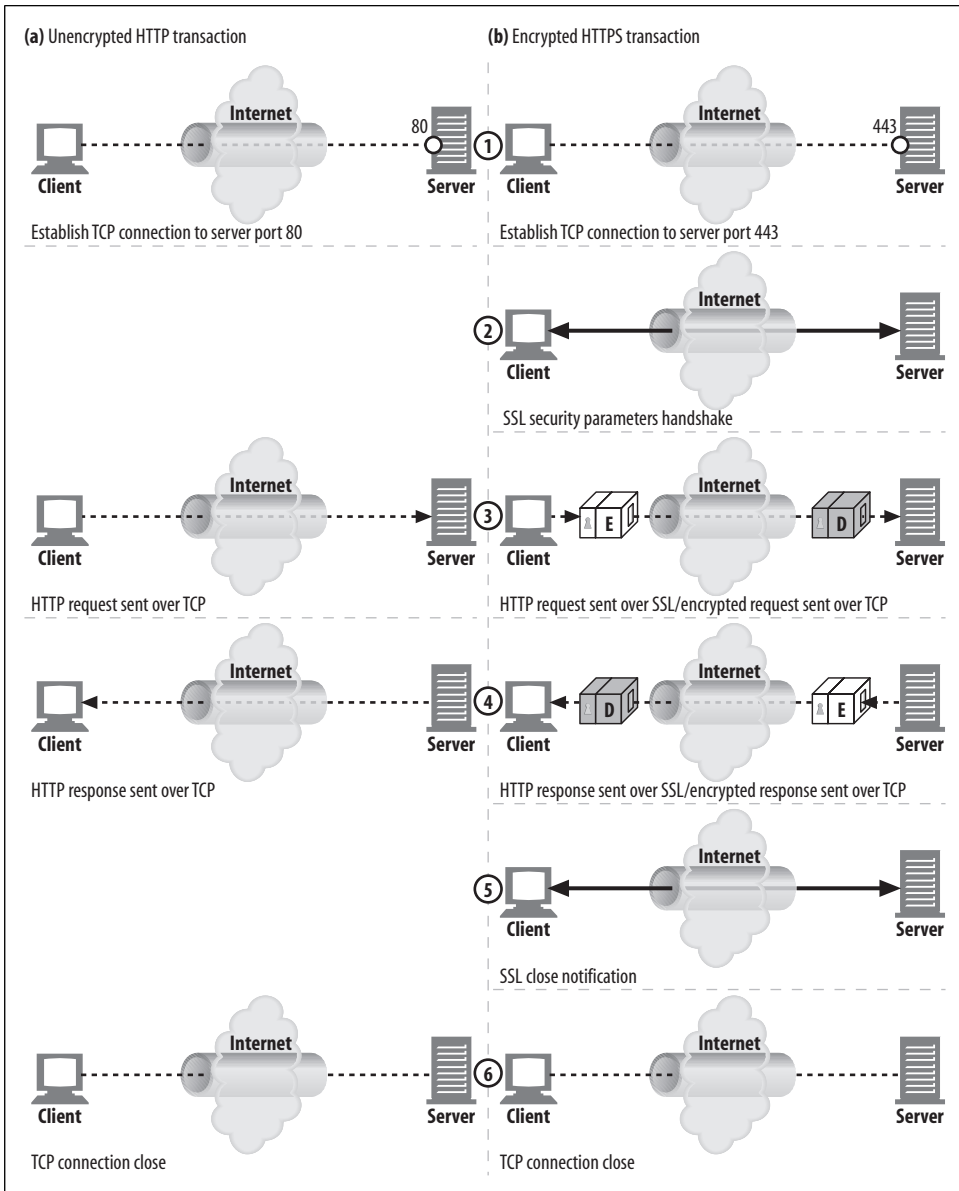 (a) Unencrypted HTTP transaction
(b) Encrypted HTTPS transaction
Internet
80
Client
Server
Establish TCP connection to server port 80
1
Internet
443
Client
Server
Establish TCP connection to server port 443
2
Internet
Client
Server
SSL security parameters handshake
Internet
Client
Server
HTTP request sent over TCP
3
Internet
E
D
Client
Server
HTTP request sent over SSL/encrypted request sent over TCP
Internet
Client
Server
HTTP response sent over TCP
4
Internet
D
E
Client
Server
HTTP response sent over SSL/encrypted response sent over TCP
5
Internet
Client
Server
SSL close notification
Internet
Client
Server
TCP connection close
6
Internet
Client
Server
TCP connection close